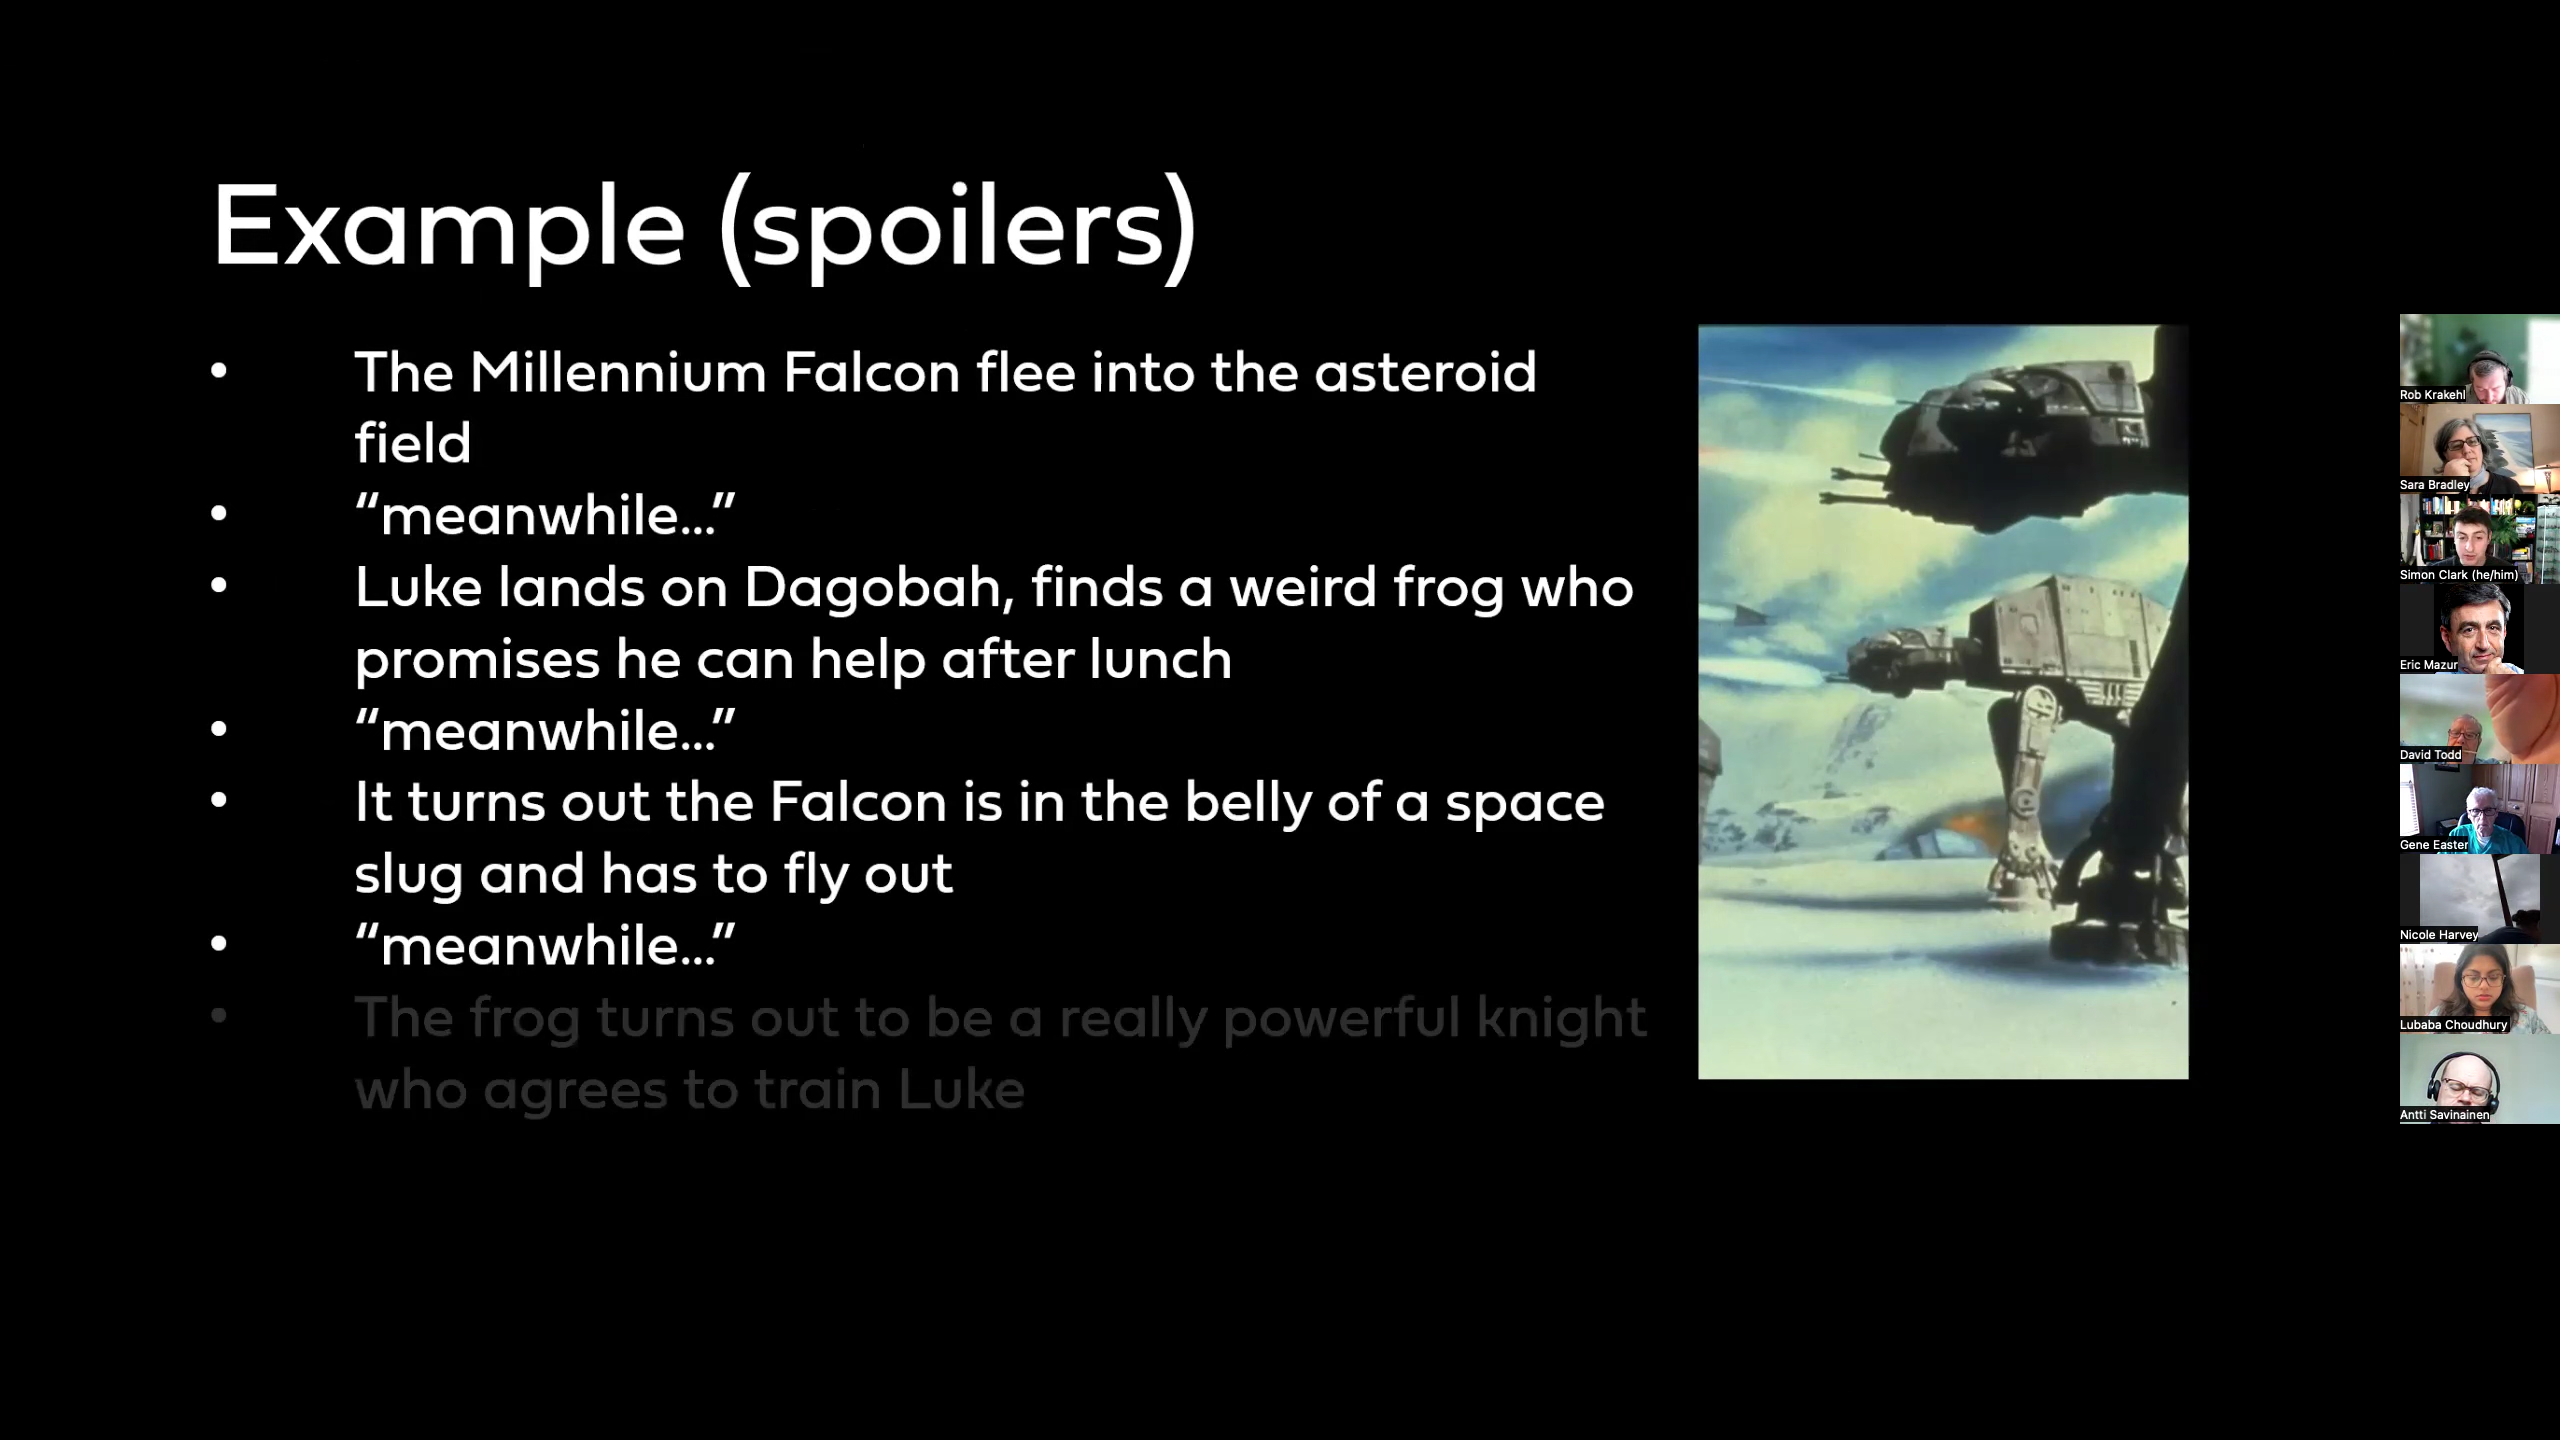 Example (spoilers)
• The Millennium Falcon flee into the asteroid
field
• “meanwhile...”
• Luke lands on Dagobah, finds a weird frog who
promises he can help after lunch
• “meanwhile...”
• It turns out the Falcon is in the belly of a space
slug and has to fly out
• “meanwhile...”
• The frog turns out to be a really powerful knight
who agrees to train Luke
Rob Krakehl
Sara Bradley
Simon Clark (he/him)
Eric Mazur
David Todd
Gene Easter
Nicole Harvey
Lubaba Choudhury
Antti Savinainen